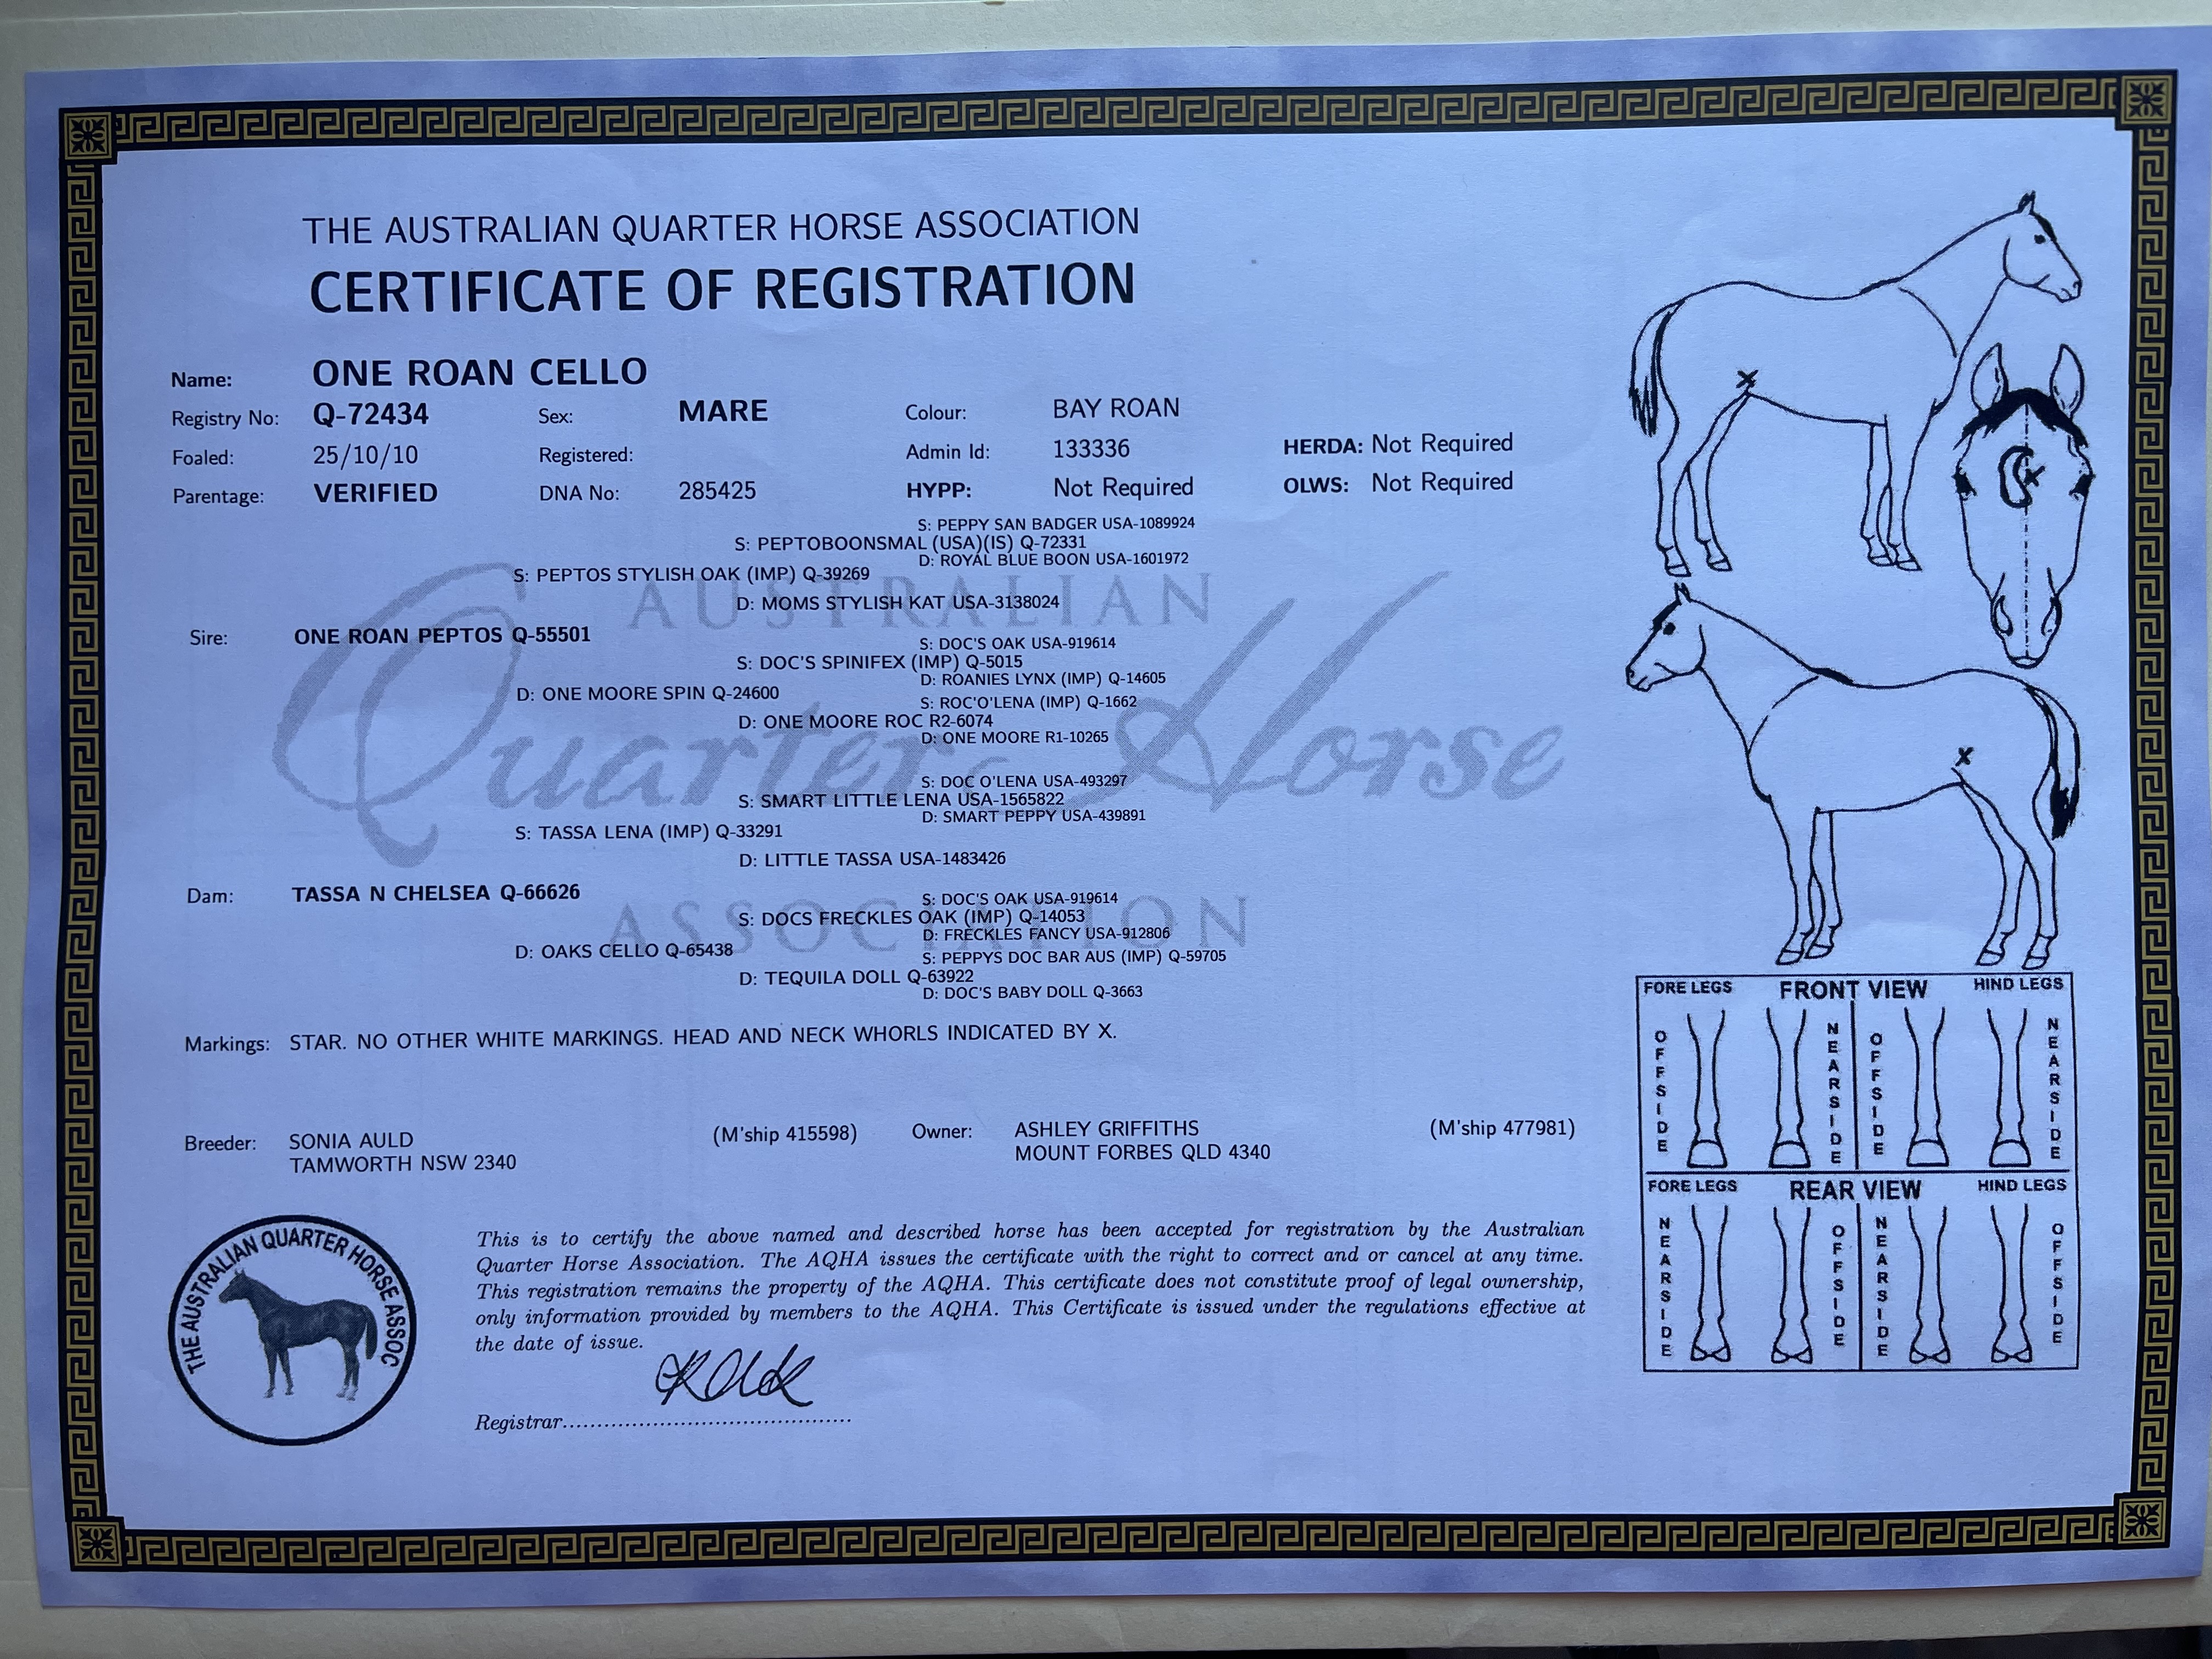 THE AUSTRALIAN QUARTER HORSE ASSOCIATION
CERTIFICATE OF REGISTRATION
Name: ONE ROAN CELLO
Registry No: Q-72434 Sex: MARE Colour: BAY ROAN
Foaled: 25/10/10 Registered: Admin Id: 133336 HERDA: Not Required
Parentage: VERIFIED DNA No: 285425 HYPP: Not Required OLWS: Not Required
S: PEPPY SAN BADGER USA-1089924
S: PEPTOBOONSMAL (USA)(IS) Q-72331
D: ROYAL BLUE BOON USA-1601972
S: PEPTOS STYLISH OAK (IMP) Q-39269
D: MOMS STYLISH KAT USA-3138024
Sire: ONE ROAN PEPTOS Q-55501
S: DOC'S OAK USA-919614
S: DOC'S SPINIFEX (IMP) Q-5015
D: ROANIES LYNX (IMP) Q-14605
D: ONE MOORE SPIN Q-24600
S: ROC'O'LENA (IMP) Q-1662
D: ONE MOORE ROC R2-6074
D: ONE MOORE R1-10265
S: DOC O'LENA USA-493297
S: SMART LITTLE LENA USA-1565822
D: SMART PEPPY USA-439891
S: TASSA LENA (IMP) Q-33291
D: LITTLE TASSA USA-1483426
Dam: TASSA N CHELSEA Q-66626
S: DOC'S OAK USA-919614
S: DOCS FRECKLES OAK (IMP) Q-14053
D: FRECKLES FANCY USA-912806
D: OAKS CELLO Q-65438
S: PEPPYS DOC BAR AUS (IMP) Q-59705
D: TEQUILA DOLL Q-63922
D: DOC'S BABY DOLL Q-3663
AUSTRALIAN
Quarter Horse
ASSOCIATION
Markings: STAR. NO OTHER WHITE MARKINGS. HEAD AND NECK WHORLS INDICATED BY X.
Breeder: SONIA AULD (M'ship 415598) Owner: ASHLEY GRIFFITHS (M'ship 477981)
TAMWORTH NSW 2340 MOUNT FORBES QLD 4340
THE AUSTRALIAN QUARTER HORSE ASSOC
This is to certify the above named and described horse has been accepted for registration by the Australian
Quarter Horse Association. The AQHA issues the certificate with the right to correct and or cancel at any time.
This registration remains the property of the AQHA. This certificate does not constitute proof of legal ownership,
only information provided by members to the AQHA. This Certificate is issued under the regulations effective at
the date of issue.
Registrar..............................................
X
X
X
FORE LEGS FRONT VIEW HIND LEGS
OFFSIDE NEARSIDE OFFSIDE NEARSIDE
FORE LEGS REAR VIEW HIND LEGS
NEARSIDE OFFSIDE NEARSIDE OFFSIDE